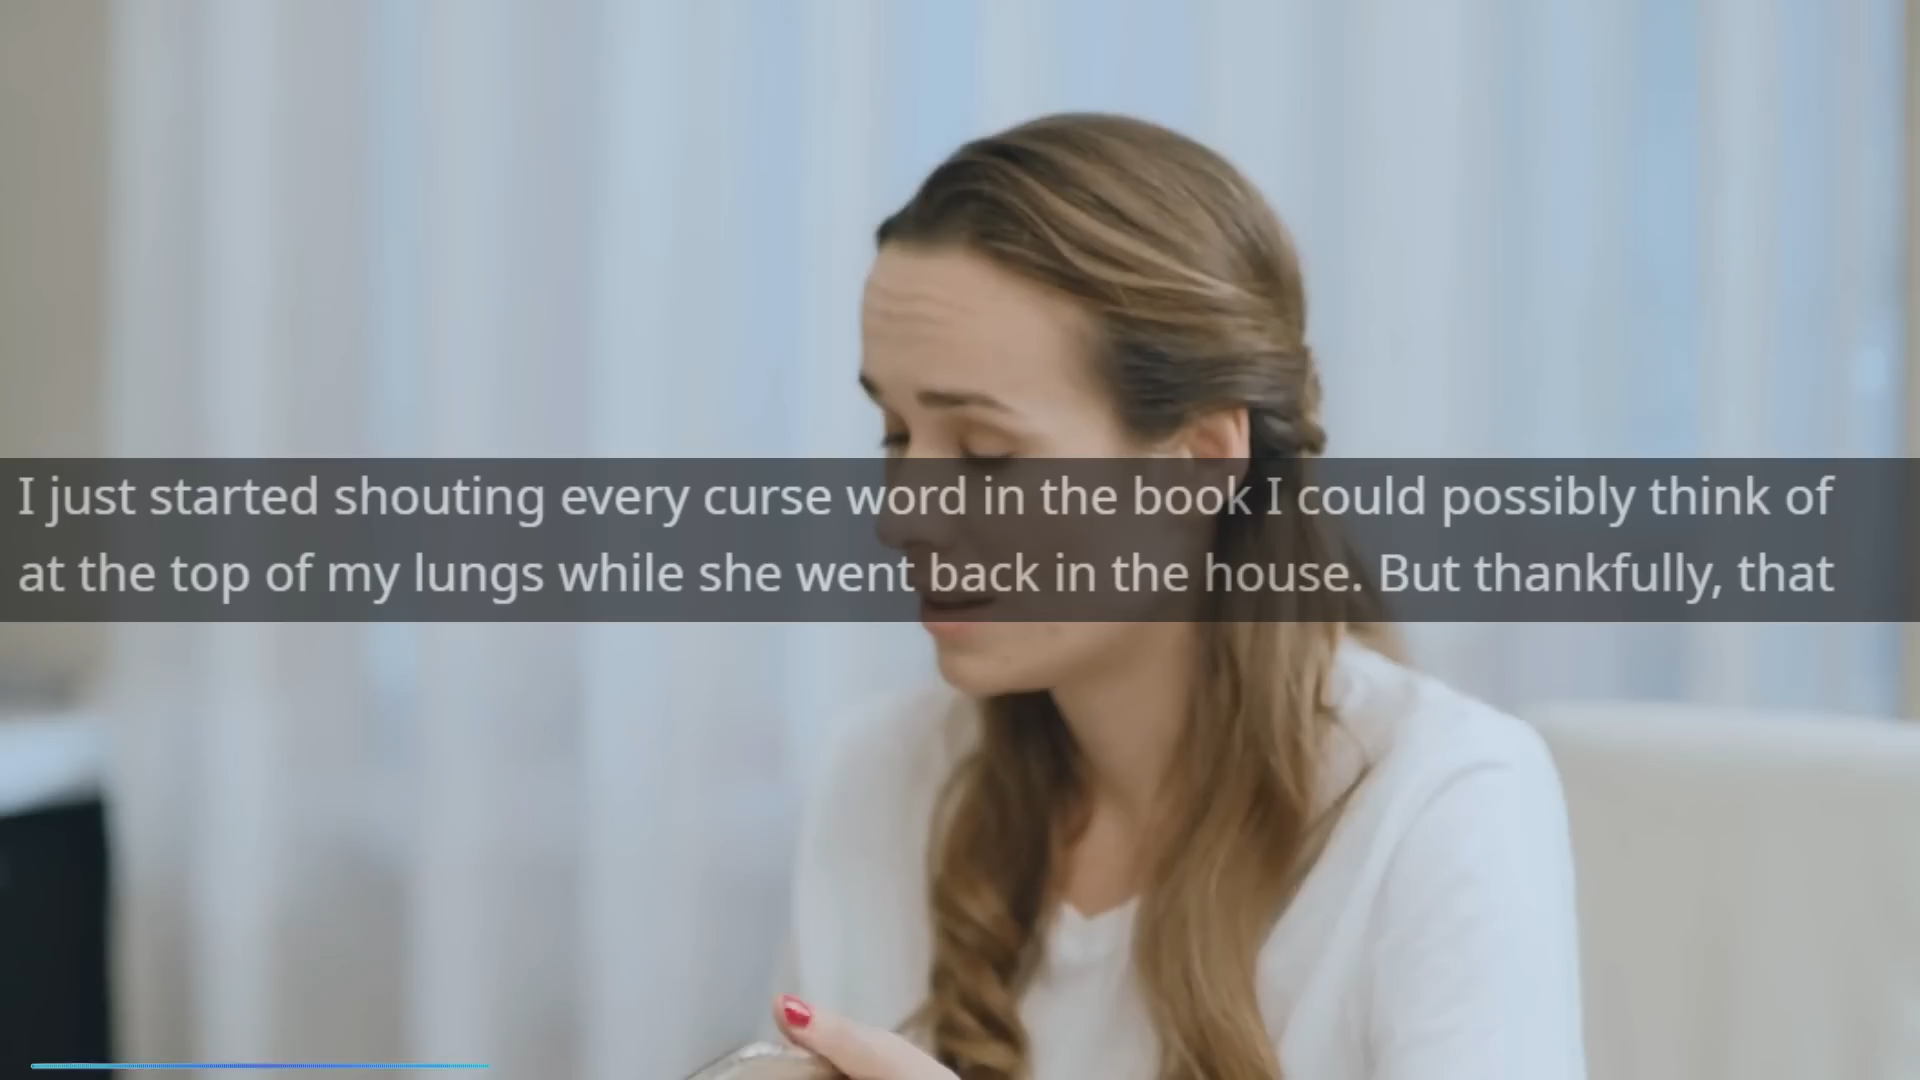 I just started shouting every curse word in the book I could possibly think of
at the top of my lungs while she went back in the house. But thankfully, that